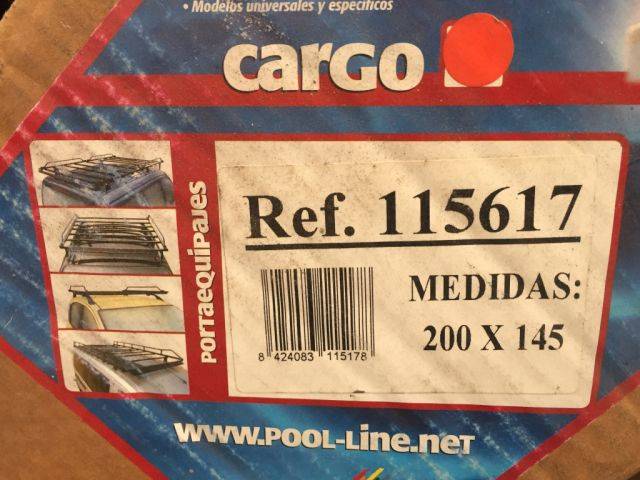 • Modelos universales y específicos
carGO
PORTaeQUIPAJes
Ref. 115617
MEDIDAS:
200 X 145
8 424083 115178
www.POOL-Line.neT